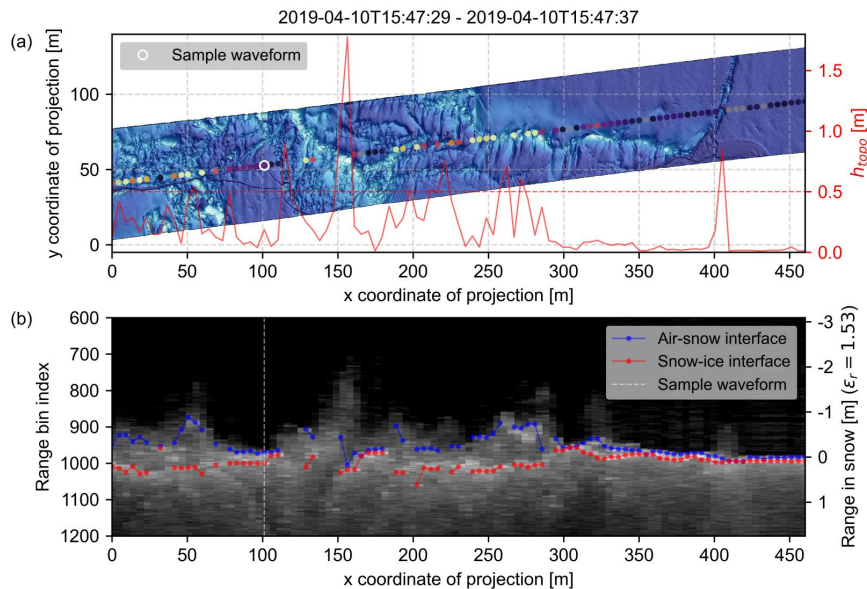 2019-04-10T15:47:29 - 2019-04-10T15:47:37
(a)
Sample waveform
y coordinate of projection [m]
100
50
0
1.5
1.0
0.5
0.0
h_topo
0 50 100 150 200 250 300 350 400 450
x coordinate of projection [m]
(b)
Air-snow interface
Snow-ice interface
Sample waveform
Range bin index
600
700
800
900
1000
1100
1200
-3
-2
-1
0
1
Range in snow [m] (ε_r = 1.53)
0 50 100 150 200 250 300 350 400 450
x coordinate of projection [m]